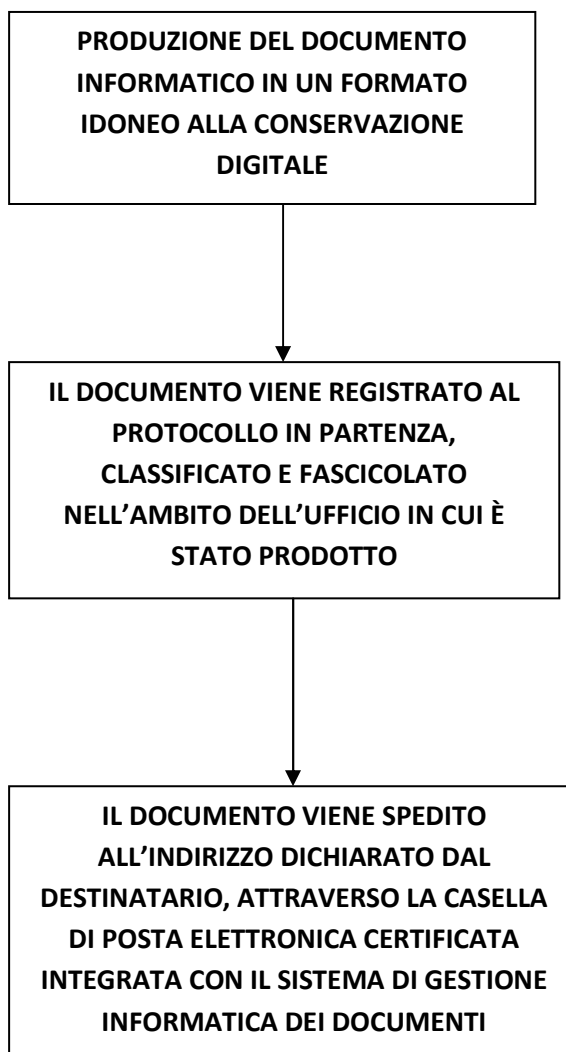 PRODUZIONE DEL DOCUMENTO
INFORMATICO IN UN FORMATO
IDONEO ALLA CONSERVAZIONE
DIGITALE
IL DOCUMENTO VIENE REGISTRATO AL
PROTOCOLLO IN PARTENZA,
CLASSIFICATO E FASCICOLATO
NELL’AMBITO DELL’UFFICIO IN CUI È
STATO PRODOTTO
IL DOCUMENTO VIENE SPEDITO
ALL’INDIRIZZO DICHIARATO DAL
DESTINATARIO, ATTRAVERSO LA CASELLA
DI POSTA ELETTRONICA CERTIFICATA
INTEGRATA CON IL SISTEMA DI GESTIONE
INFORMATICA DEI DOCUMENTI